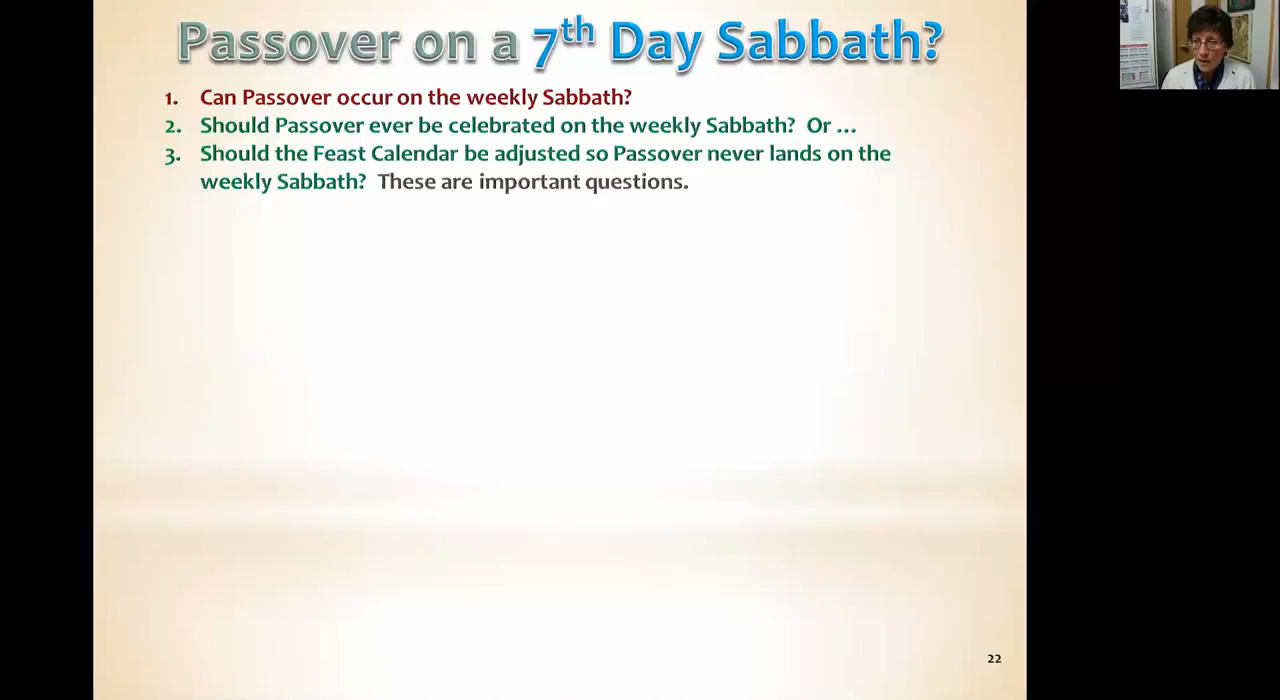 Passover on a 7th Day Sabbath?
1. Can Passover occur on the weekly Sabbath?
2. Should Passover ever be celebrated on the weekly Sabbath? Or ...
3. Should the Feast Calendar be adjusted so Passover never lands on the
weekly Sabbath? These are important questions.
22